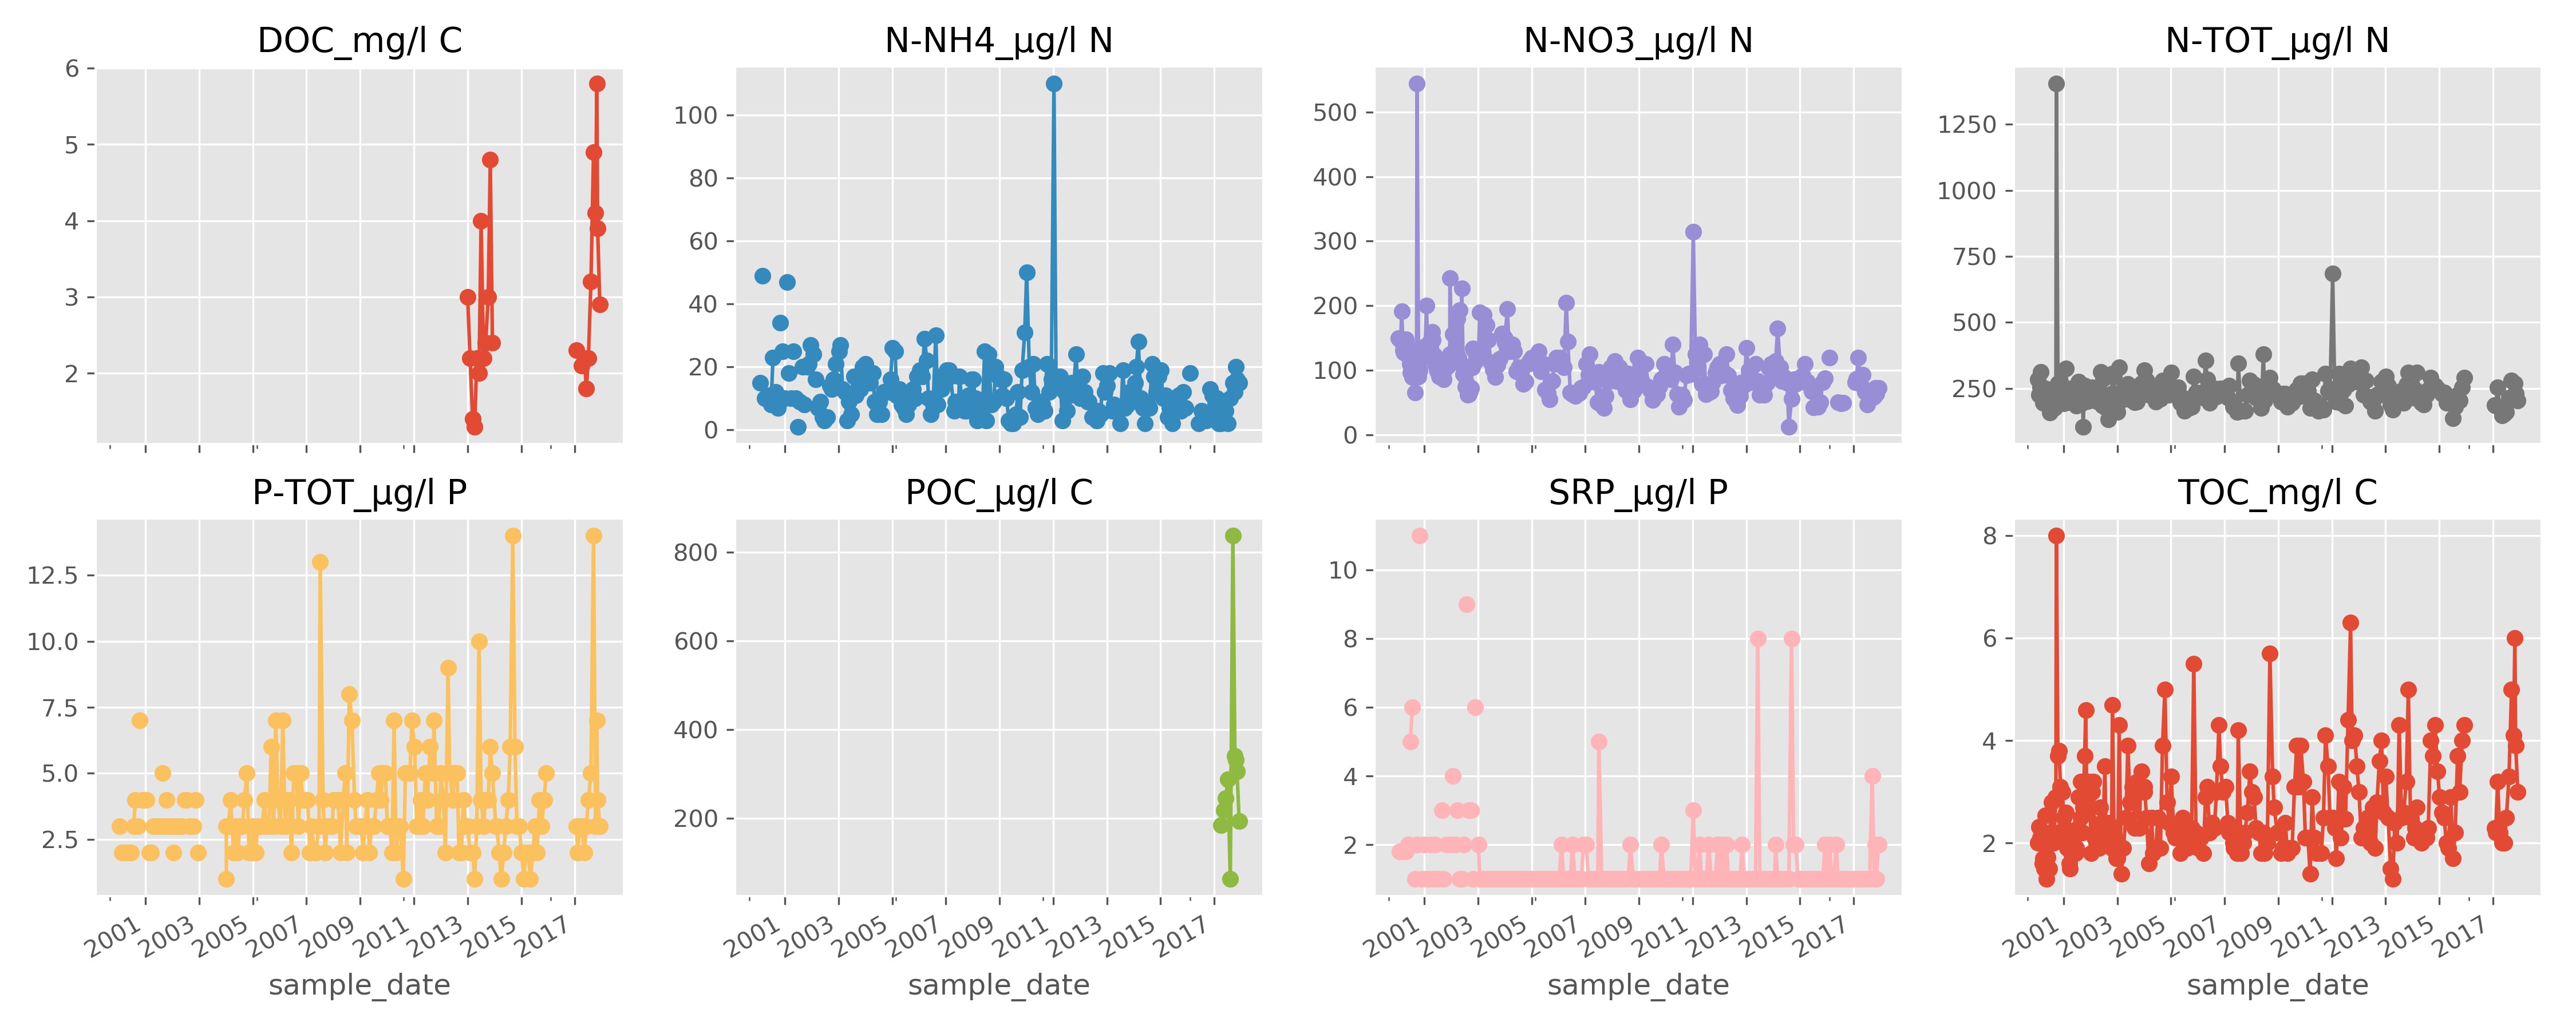 DOC_mg/l C
N-NH4_µg/l N
N-NO3_µg/l N
N-TOT_µg/l N
6
5
4
3
2
100
80
60
40
20
0
500
400
300
200
100
0
1250
1000
750
500
250
P-TOT_µg/l P
POC_µg/l C
SRP_µg/l P
TOC_mg/l C
12.5
10.0
7.5
5.0
2.5
800
600
400
200
10
8
6
4
2
8
6
4
2
2001 2003 2005 2007 2009 2011 2013 2015 2017
2001 2003 2005 2007 2009 2011 2013 2015 2017
2001 2003 2005 2007 2009 2011 2013 2015 2017
2001 2003 2005 2007 2009 2011 2013 2015 2017
sample_date
sample_date
sample_date
sample_date